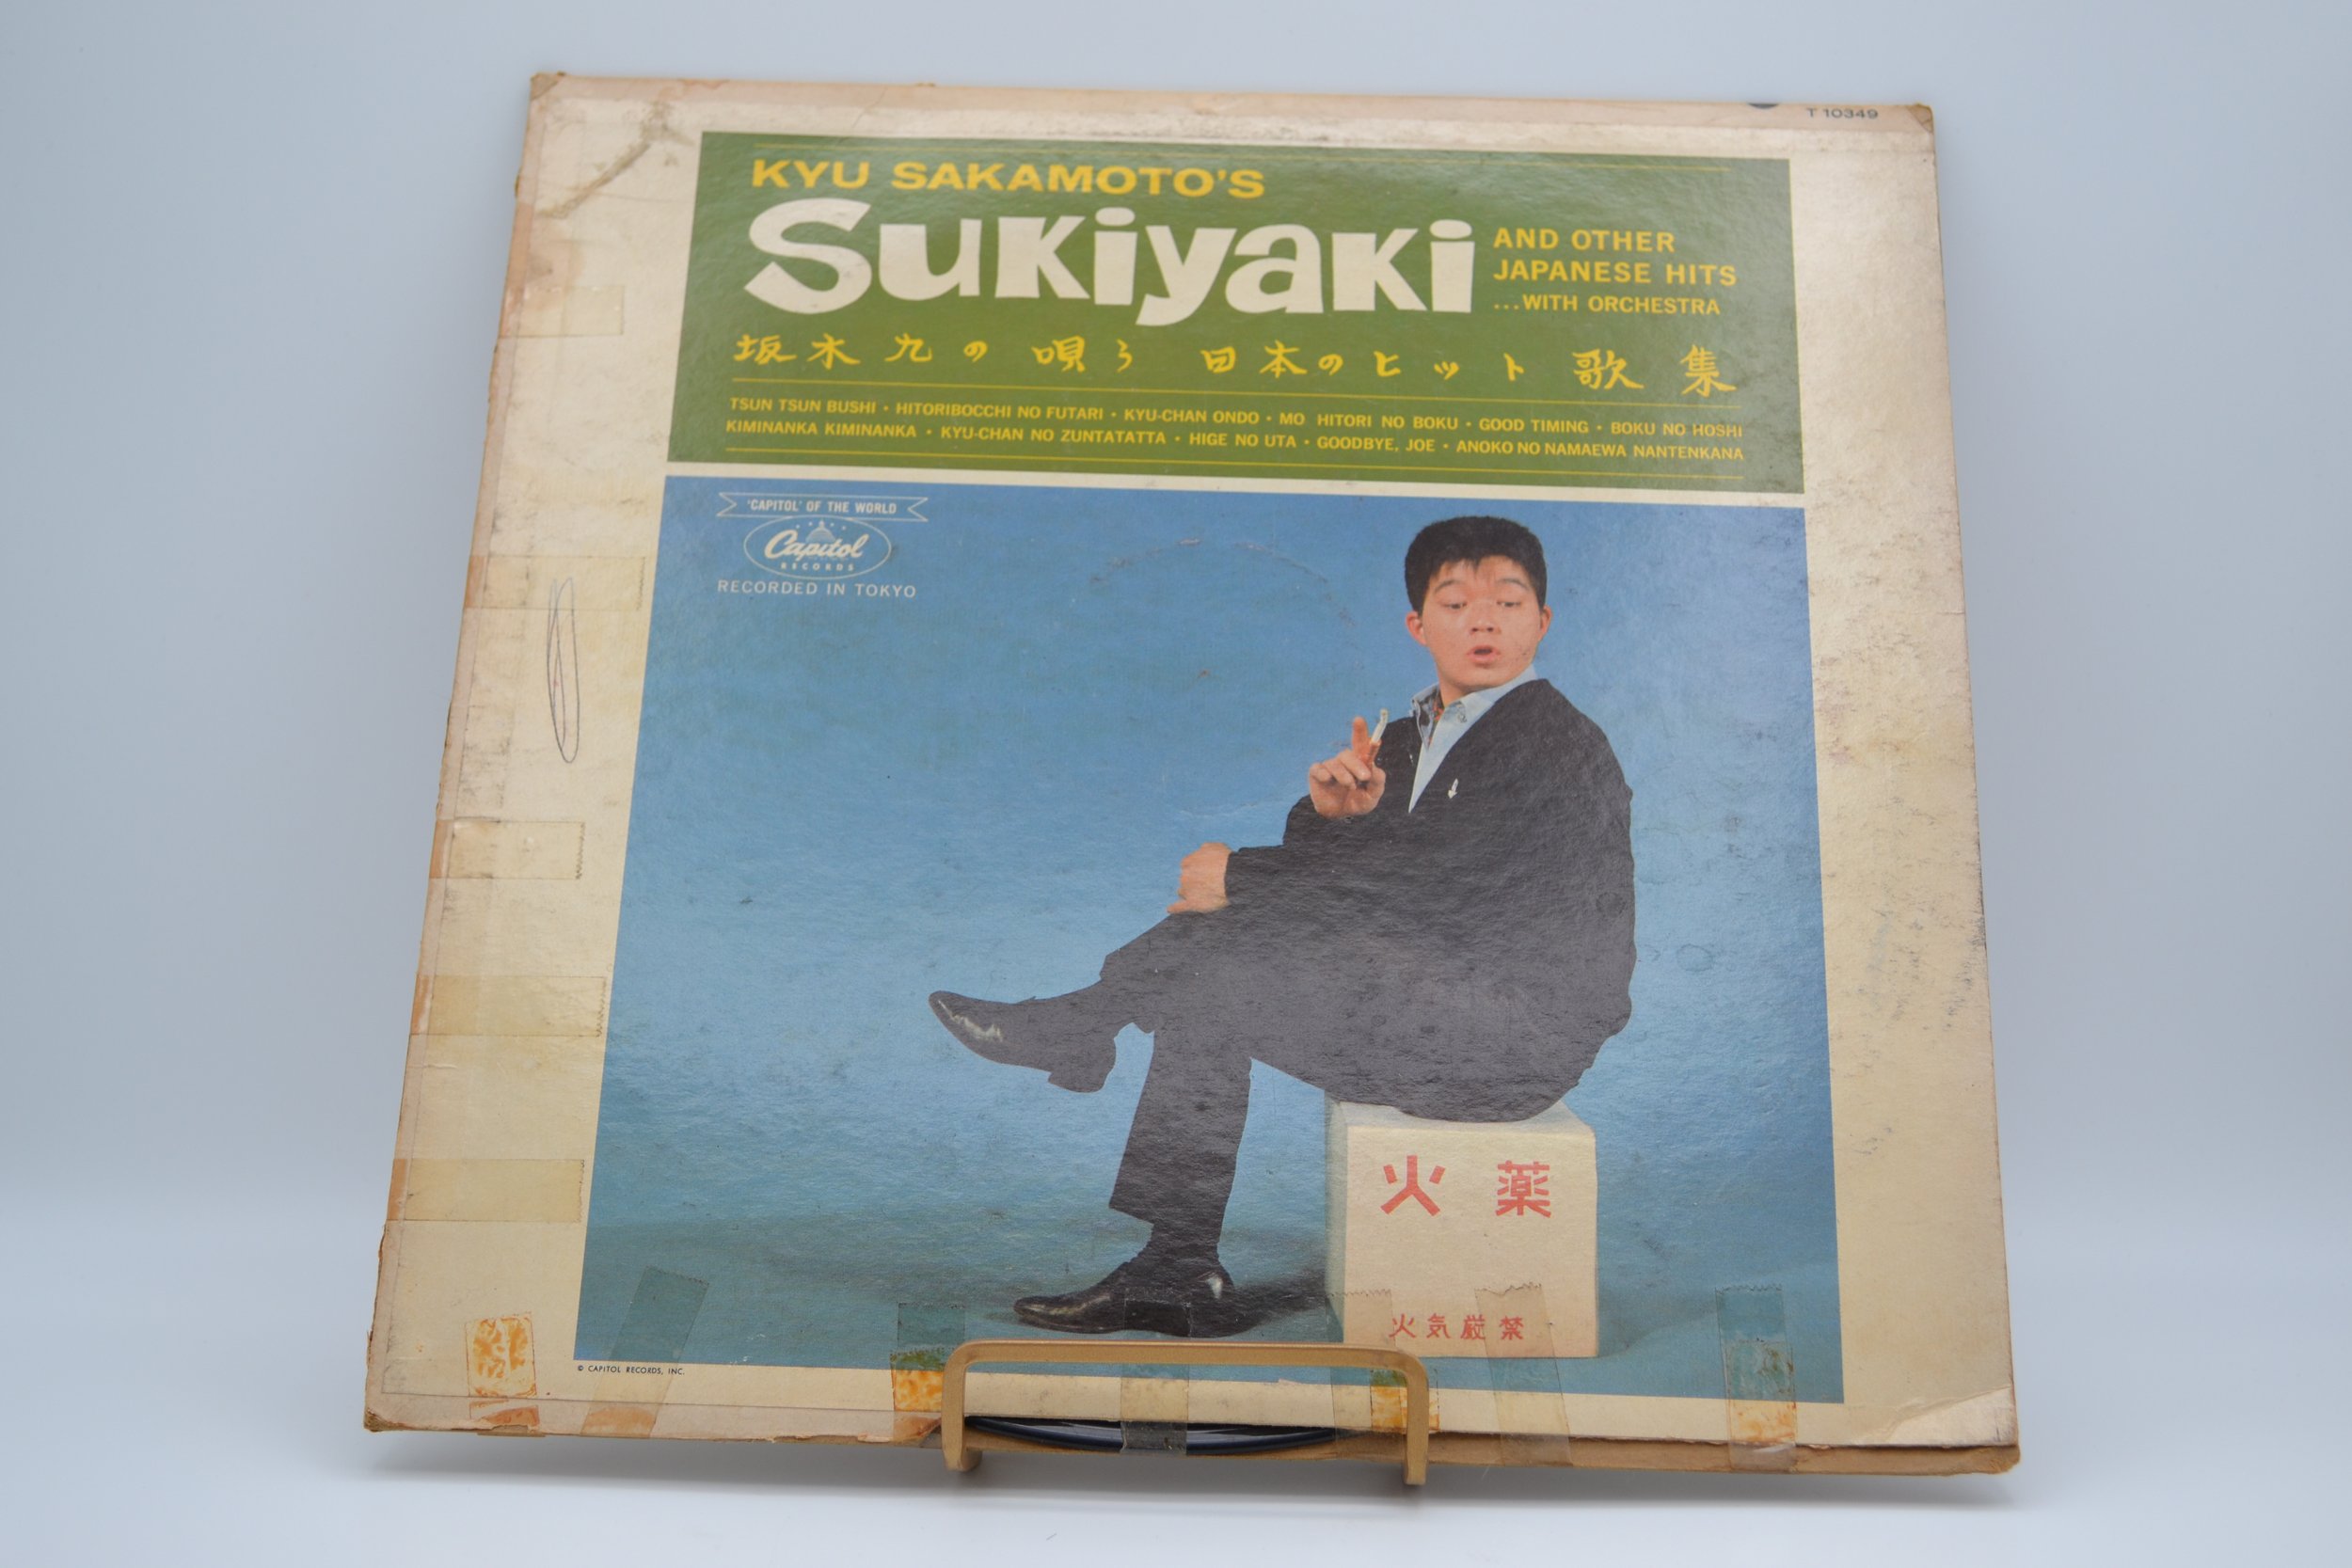 T 10349
KYU SAKAMOTO'S
Sukiyaki
AND OTHER
JAPANESE HITS
...WITH ORCHESTRA
坂本九の唄う 日本のヒット歌集
TSUN TSUN BUSHI • HITORIBOCCHI NO FUTARI • KYU-CHAN ONDO • MO HITORI NO BOKU • GOOD TIMING • BOKU NO HOSHI
KIMINANKA KIMINANKA • KYU-CHAN NO ZUNTATATTA • HIGE NO UTA • GOODBYE, JOE • ANOKO NO NAMAEWA NANTENKANA
'CAPITOL' OF THE WORLD
Capitol
RECORDS
RECORDED IN TOKYO
火薬
火気厳禁
© CAPITOL RECORDS, INC.